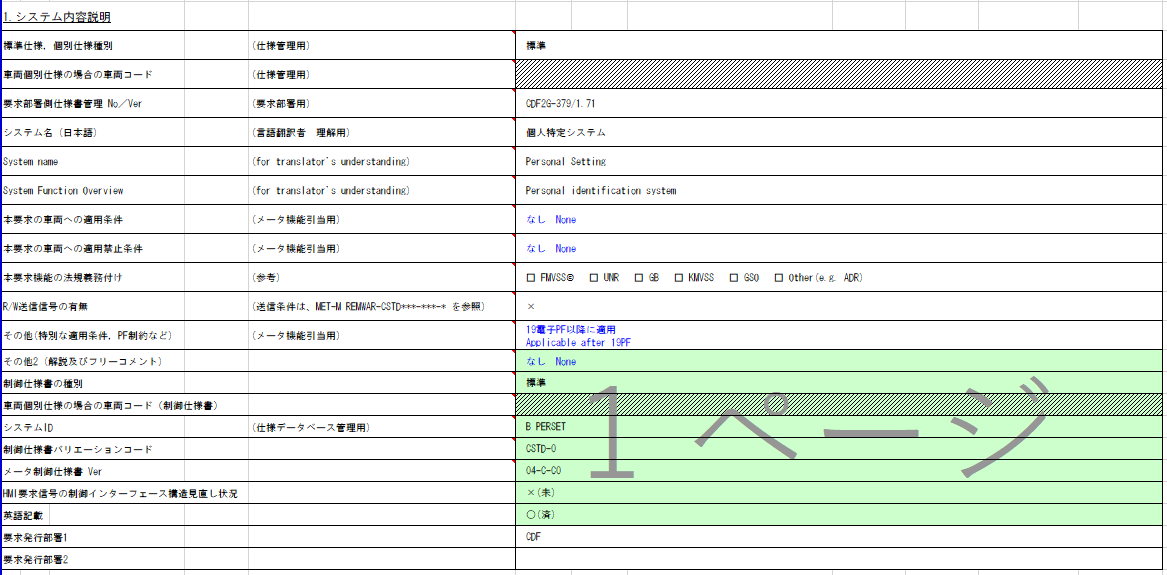 1. システム内容説明
標準仕様，個別仕様種別 (仕様管理用) 標準
車両個別仕様の場合の車両コード (仕様管理用)
要求部署側仕様書管理 No／Ver (要求部署用) CDF2G-379/1.71
システム名（日本語） (言語翻訳者　理解用) 個人特定システム
System name (for translator's understanding) Personal Setting
System Function Overview (for translator's understanding) Personal identification system
本要求の車両への適用条件 (メータ機能引当用) なし　None
本要求の車両への適用禁止条件 (メータ機能引当用) なし　None
本要求機能の法規義務付け (参考) □ FMVSS® □ UNR □ GB □ KMVSS □ GSO □ Other(e.g. ADR)
R/W送信信号の有無 (送信条件は、MET-M REMWAR-CSTD***-***-* を参照) ×
その他(特別な適用条件，PF制約など) (メータ機能引当用) 19電子PF以降に適用
Applicable after 19PF
その他2（解説及びフリーコメント） なし　None
制御仕様書の種別 標準
車両個別仕様の場合の車両コード（制御仕様書）
システムID (仕様データベース管理用) B PERSET
制御仕様書バリエーションコード CSTD-0
メータ制御仕様書 Ver 04-C-C0
HMI要求信号の制御インターフェース構造見直し状況 ×(未)
英語記載 ○(済)
要求発行部署1 CDF
要求発行部署2
1 ページ